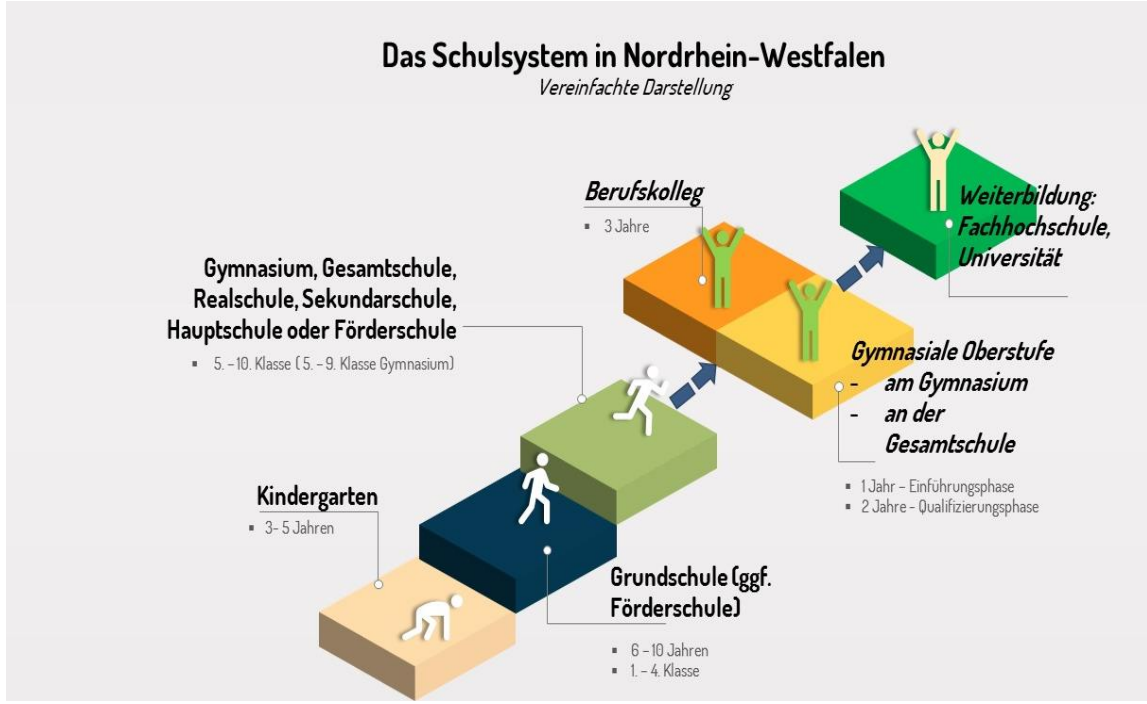 Das Schulsystem in Nordrhein-Westfalen
Vereinfachte Darstellung
Weiterbildung:
Fachhochschule,
Universität
Berufskolleg
▪ 3 Jahre
Gymnasium, Gesamtschule,
Realschule, Sekundarschule,
Hauptschule oder Förderschule
▪ 5. – 10. Klasse ( 5. – 9. Klasse Gymnasium)
Gymnasiale Oberstufe
- am Gymnasium
- an der
Gesamtschule
▪ 1 Jahr – Einführungsphase
▪ 2 Jahre - Qualifizierungsphase
Kindergarten
▪ 3- 5 Jahren
Grundschule (ggf.
Förderschule)
▪ 6 – 10 Jahren
▪ 1. – 4. Klasse